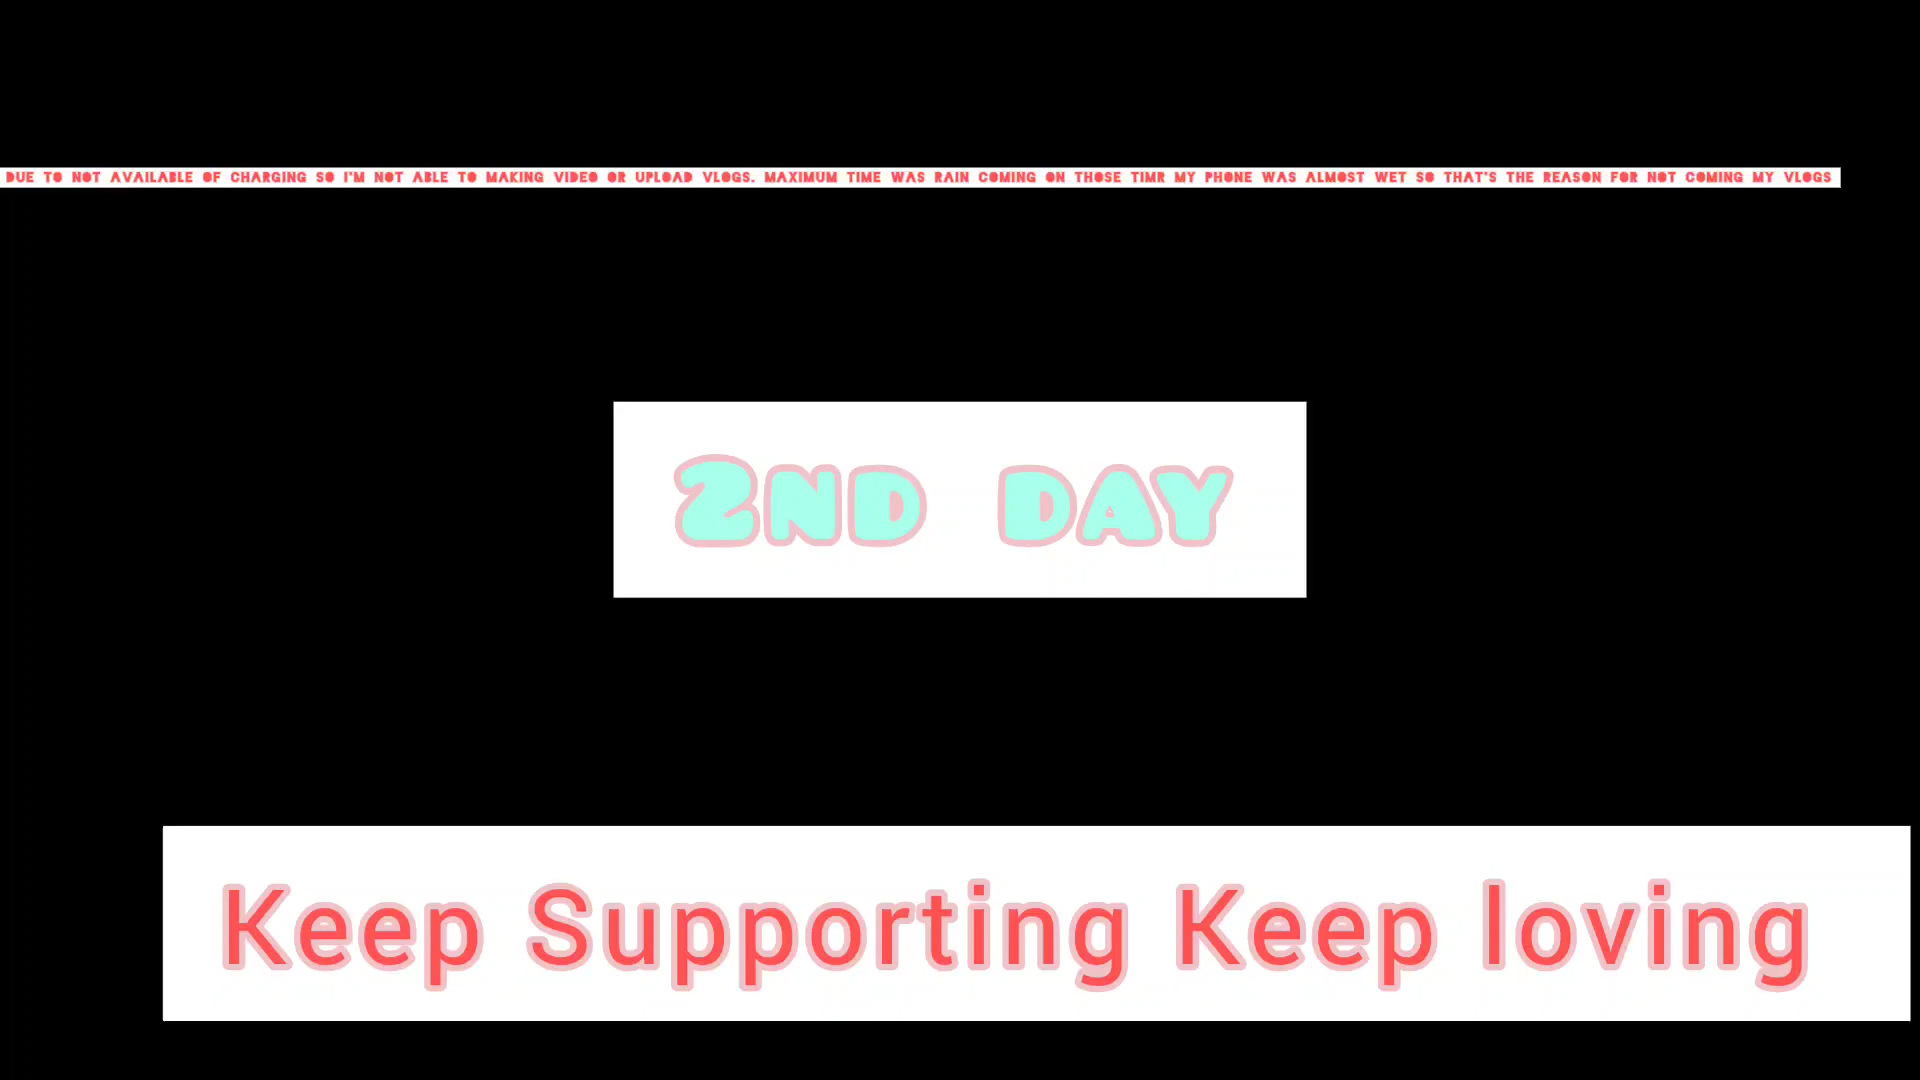 DUE TO NOT AVAILABLE OF CHARGING SO I'M NOT ABLE TO MAKING VIDEO OR UPLOAD VLOGS. MAXIMUM TIME WAS RAIN COMING ON THOSE TIMR MY PHONE WAS ALMOST WET SO THAT'S THE REASON FOR NOT COMING MY VLOGS
2ND DAY
Keep Supporting Keep loving